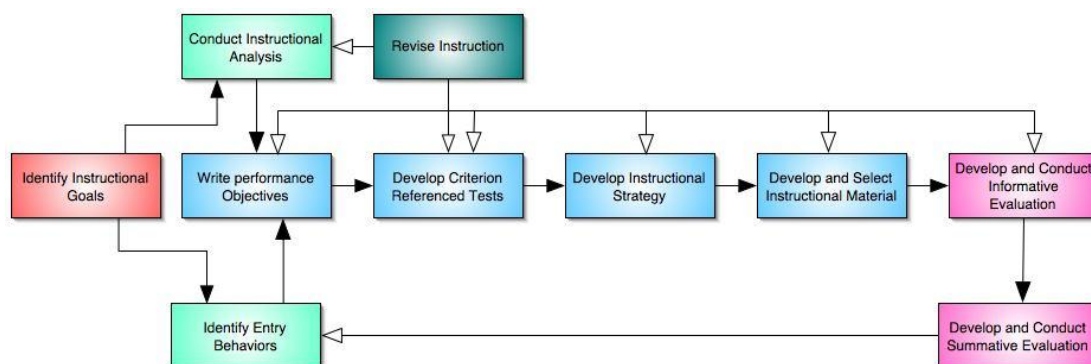 Conduct Instructional
Analysis
Revise Instruction
Identify Instructional
Goals
Write performance
Objectives
Develop Criterion
Referenced Tests
Develop Instructional
Strategy
Develop and Select
Instructional Material
Develop and Conduct
Informative
Evaluation
Identify Entry
Behaviors
Develop and Conduct
Summative Evaluation